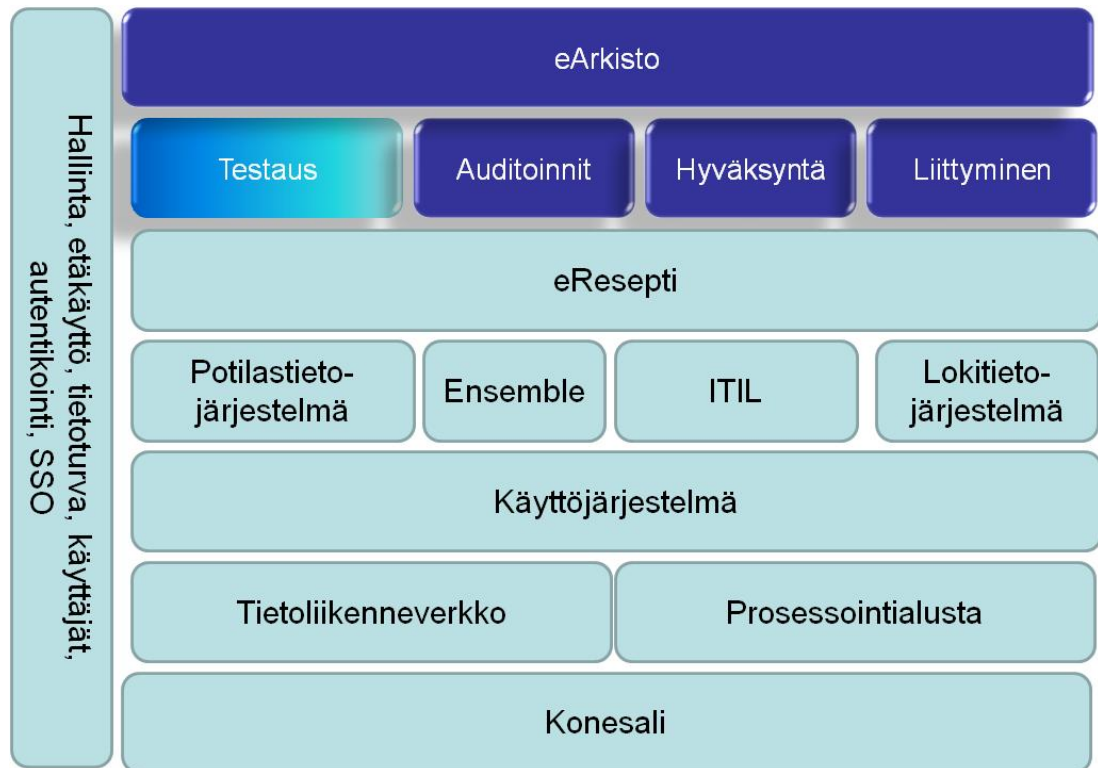 eArkisto
Testaus
Auditoinnit
Hyväksyntä
Liittyminen
eResepti
Potilastieto-
järjestelmä
Ensemble
ITIL
Lokitieto-
järjestelmä
Käyttöjärjestelmä
Tietoliikenneverkko
Prosessointialusta
Konesali
Hallinta, etäkäyttö, tietoturva, käyttäjät,
autentikointi, SSO